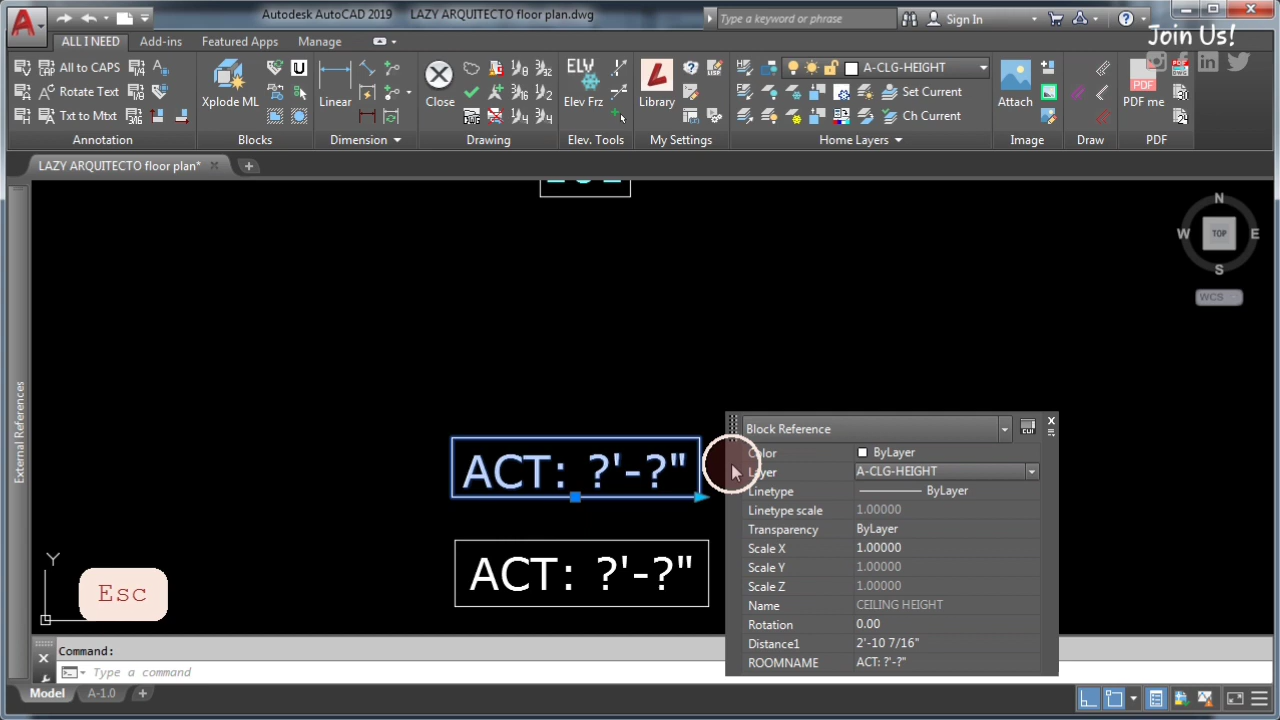 Autodesk AutoCAD 2019 LAZY ARQUITECTO floor plan.dwg
Type a keyword or phrase
Sign In
Join Us!
ALL I NEED Add-ins Featured Apps Manage
All to CAPS
Rotate Text
Txt to Mtxt
Annotation
Xplode ML
Blocks
Linear
Dimension
Close
Drawing
ELV
Elev Frz
Elev. Tools
Library
My Settings
A-CLG-HEIGHT
Set Current
Ch Current
Home Layers
Attach
Image
Draw
PDF
PDF me
PDF
LAZY ARQUITECTO floor plan*
N
W TOP E
S
WCS
External References
ACT: ?'-?"
ACT: ?'-?"
Block Reference
CUI
Color ByLayer
Layer A-CLG-HEIGHT
Linetype ByLayer
Linetype scale 1.00000
Transparency ByLayer
Scale X 1.00000
Scale Y 1.00000
Scale Z 1.00000
Name CEILING HEIGHT
Rotation 0.00
Distance1 2'-10 7/16"
ROOMNAME ACT: ?'-?"
Y
Esc
Command:
Type a command
Model A-1.0